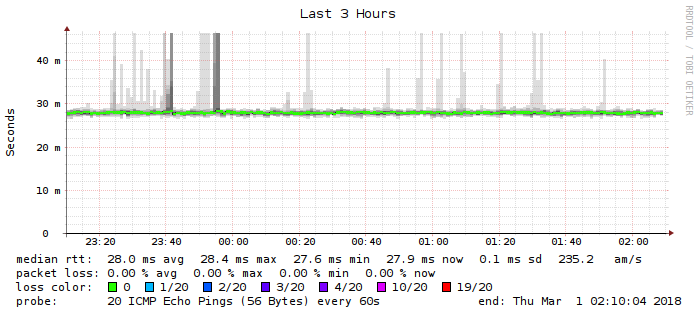 Last 3 Hours
RRDTOOL / TOBI OETIKER
Seconds
40 m
30 m
20 m
10 m
0
23:20 23:40 00:00 00:20 00:40 01:00 01:20 01:40 02:00
median rtt: 28.0 ms avg 28.4 ms max 27.6 ms min 27.9 ms now 0.1 ms sd 235.2 am/s
packet loss: 0.00 % avg 0.00 % max 0.00 % min 0.00 % now
loss color: 0 1/20 2/20 3/20 4/20 10/20 19/20
probe: 20 ICMP Echo Pings (56 Bytes) every 60s end: Thu Mar 1 02:10:04 2018